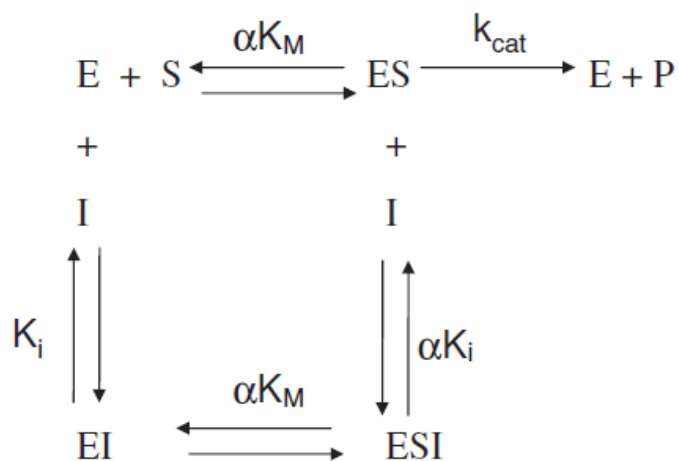 αK_M k_cat
E + S ES E + P
+ +
I I
K_i αK_i
αK_M
EI ESI